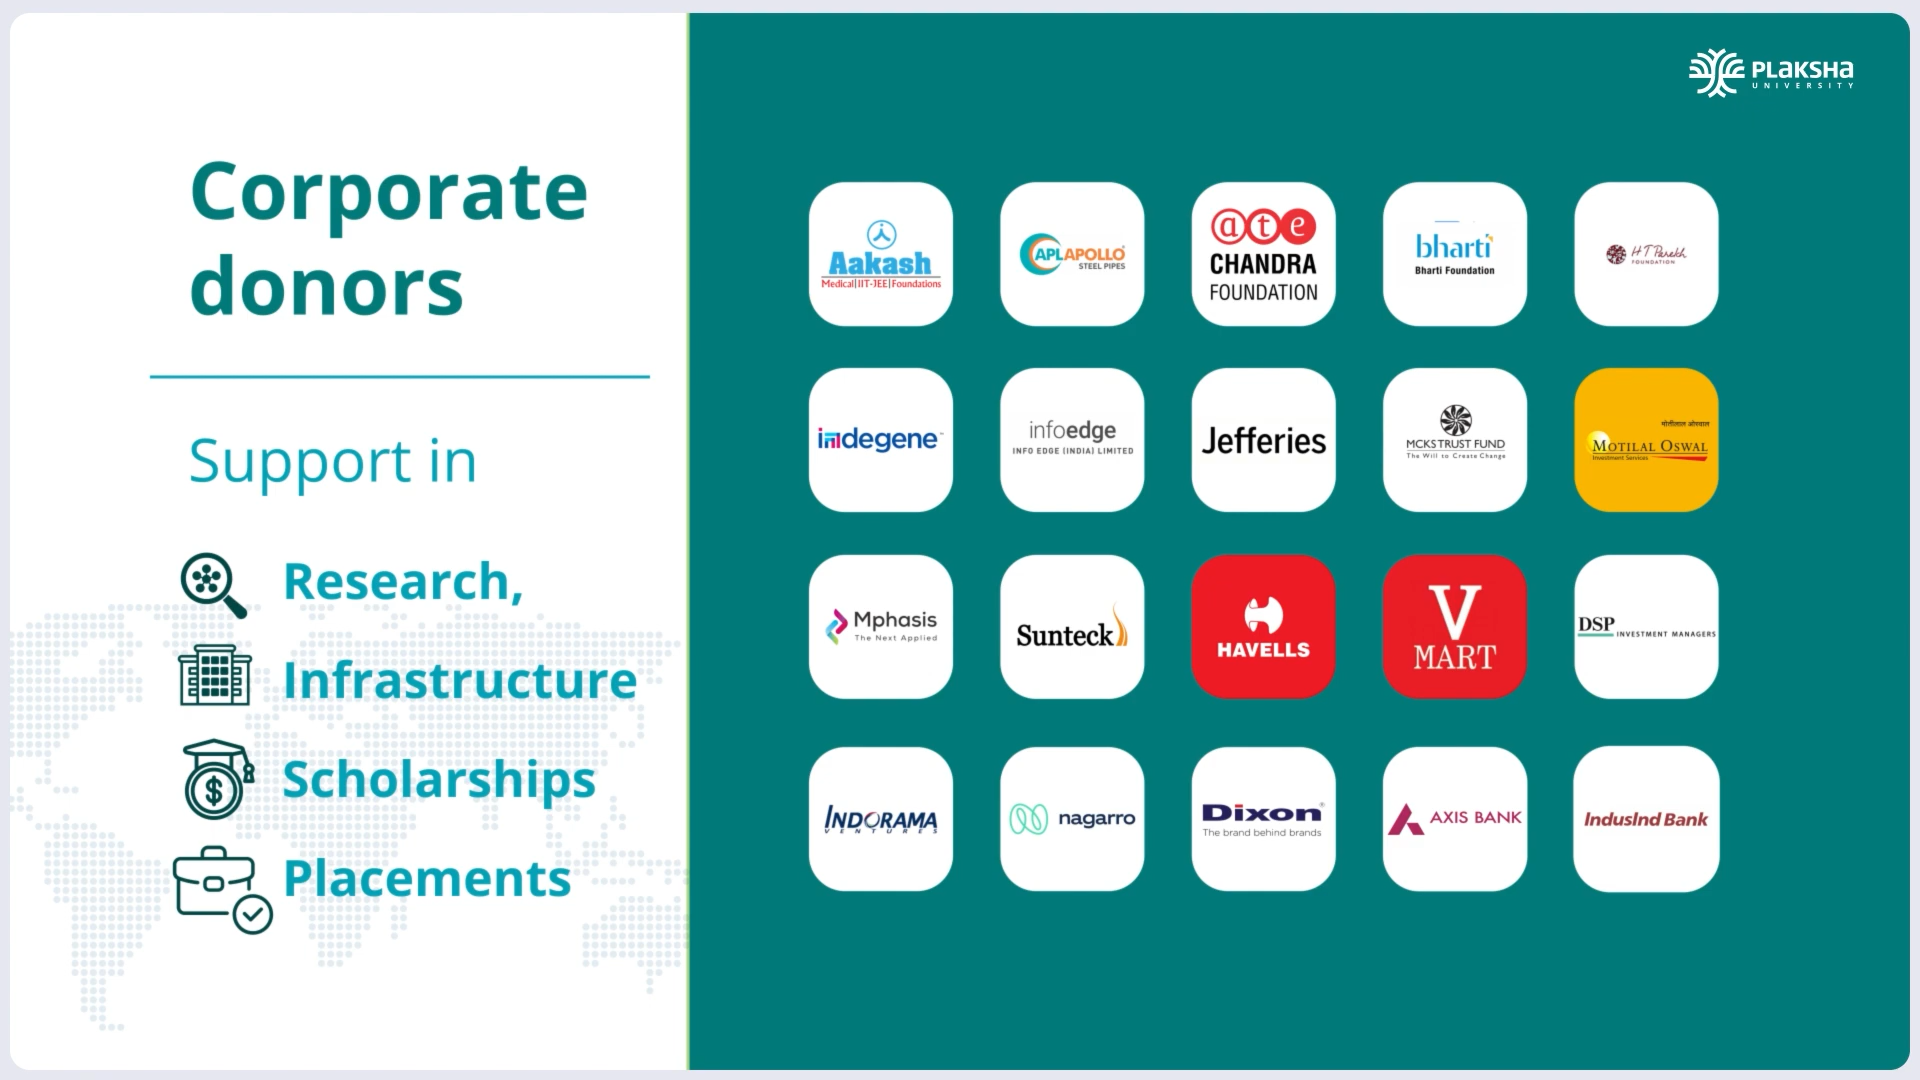 PLAKSHA
UNIVERSITY
Corporate
donors
Support in
Research,
Infrastructure
Scholarships
Placements
Aakash
Medical|IIT-JEE|Foundations
APL APOLLO
STEEL PIPES
ate
CHANDRA
FOUNDATION
bharti
Bharti Foundation
H T Parekh
FOUNDATION
indegene
infoedge
INFO EDGE (INDIA) LIMITED
Jefferies
MCKS TRUST FUND
The Will to Create Change
मोतीलाल ओसवाल
MOTILAL OSWAL
Investment Services
Mphasis
The Next Applied
Sunteck
HAVELLS
V
MART
DSP
INVESTMENT MANAGERS
INDORAMA
VENTURES
nagarro
Dixon
The brand behind brands
AXIS BANK
IndusInd Bank